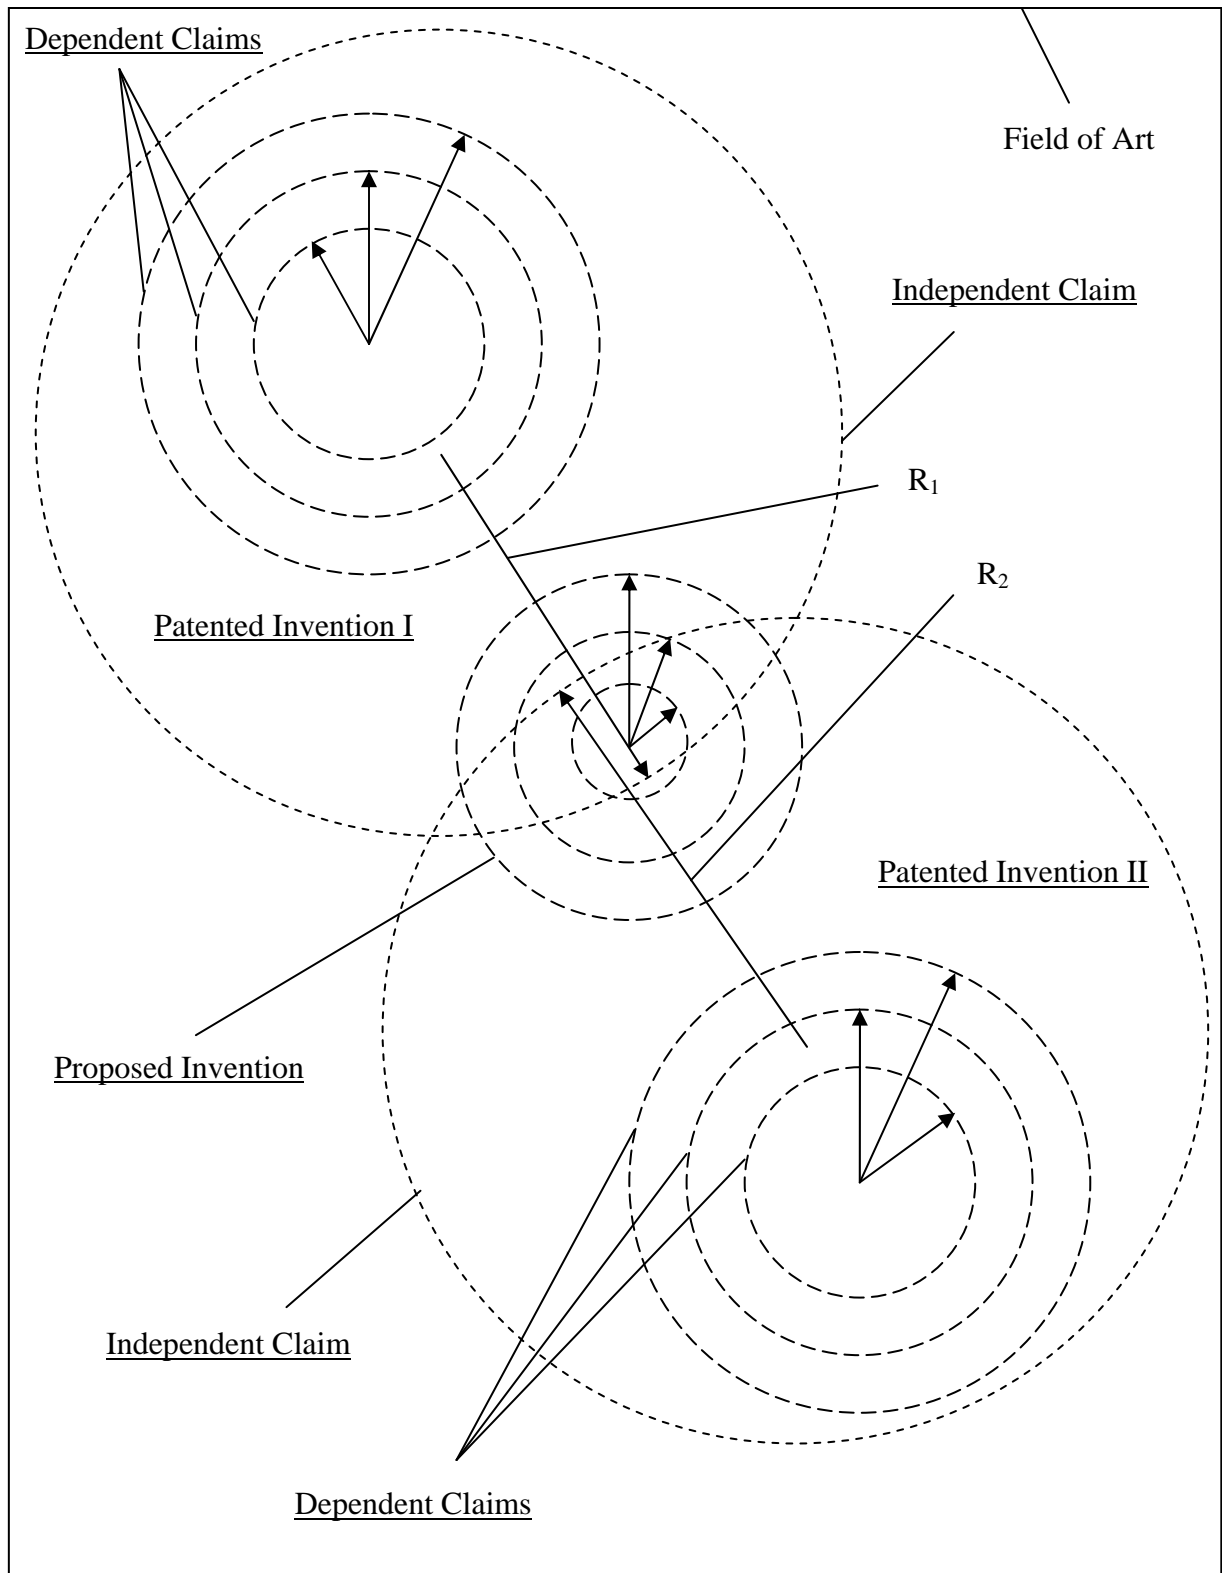 Dependent Claims
Field of Art
Independent Claim
R₁
R₂
Patented Invention I
Patented Invention II
Proposed Invention
Independent Claim
Dependent Claims